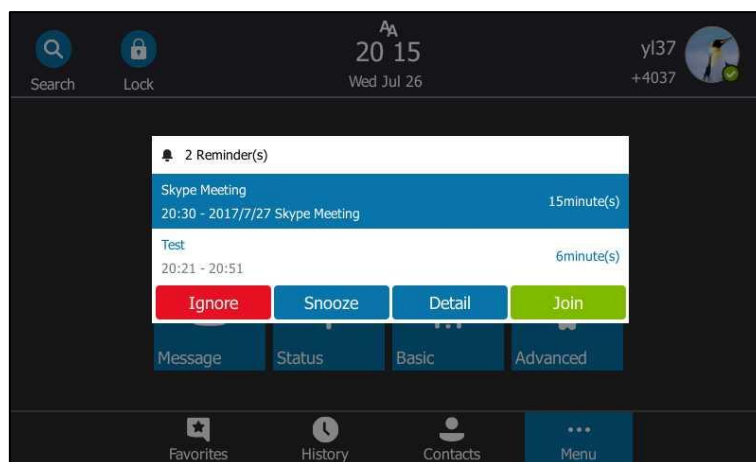 AA
20 15
Wed Jul 26
Search
Lock
yl37
+4037
2 Reminder(s)
Skype Meeting
15minute(s)
20:30 - 2017/7/27 Skype Meeting
Test
6minute(s)
20:21 - 20:51
Ignore Snooze Detail Join
Message Status Basic Advanced
Favorites History Contacts Menu